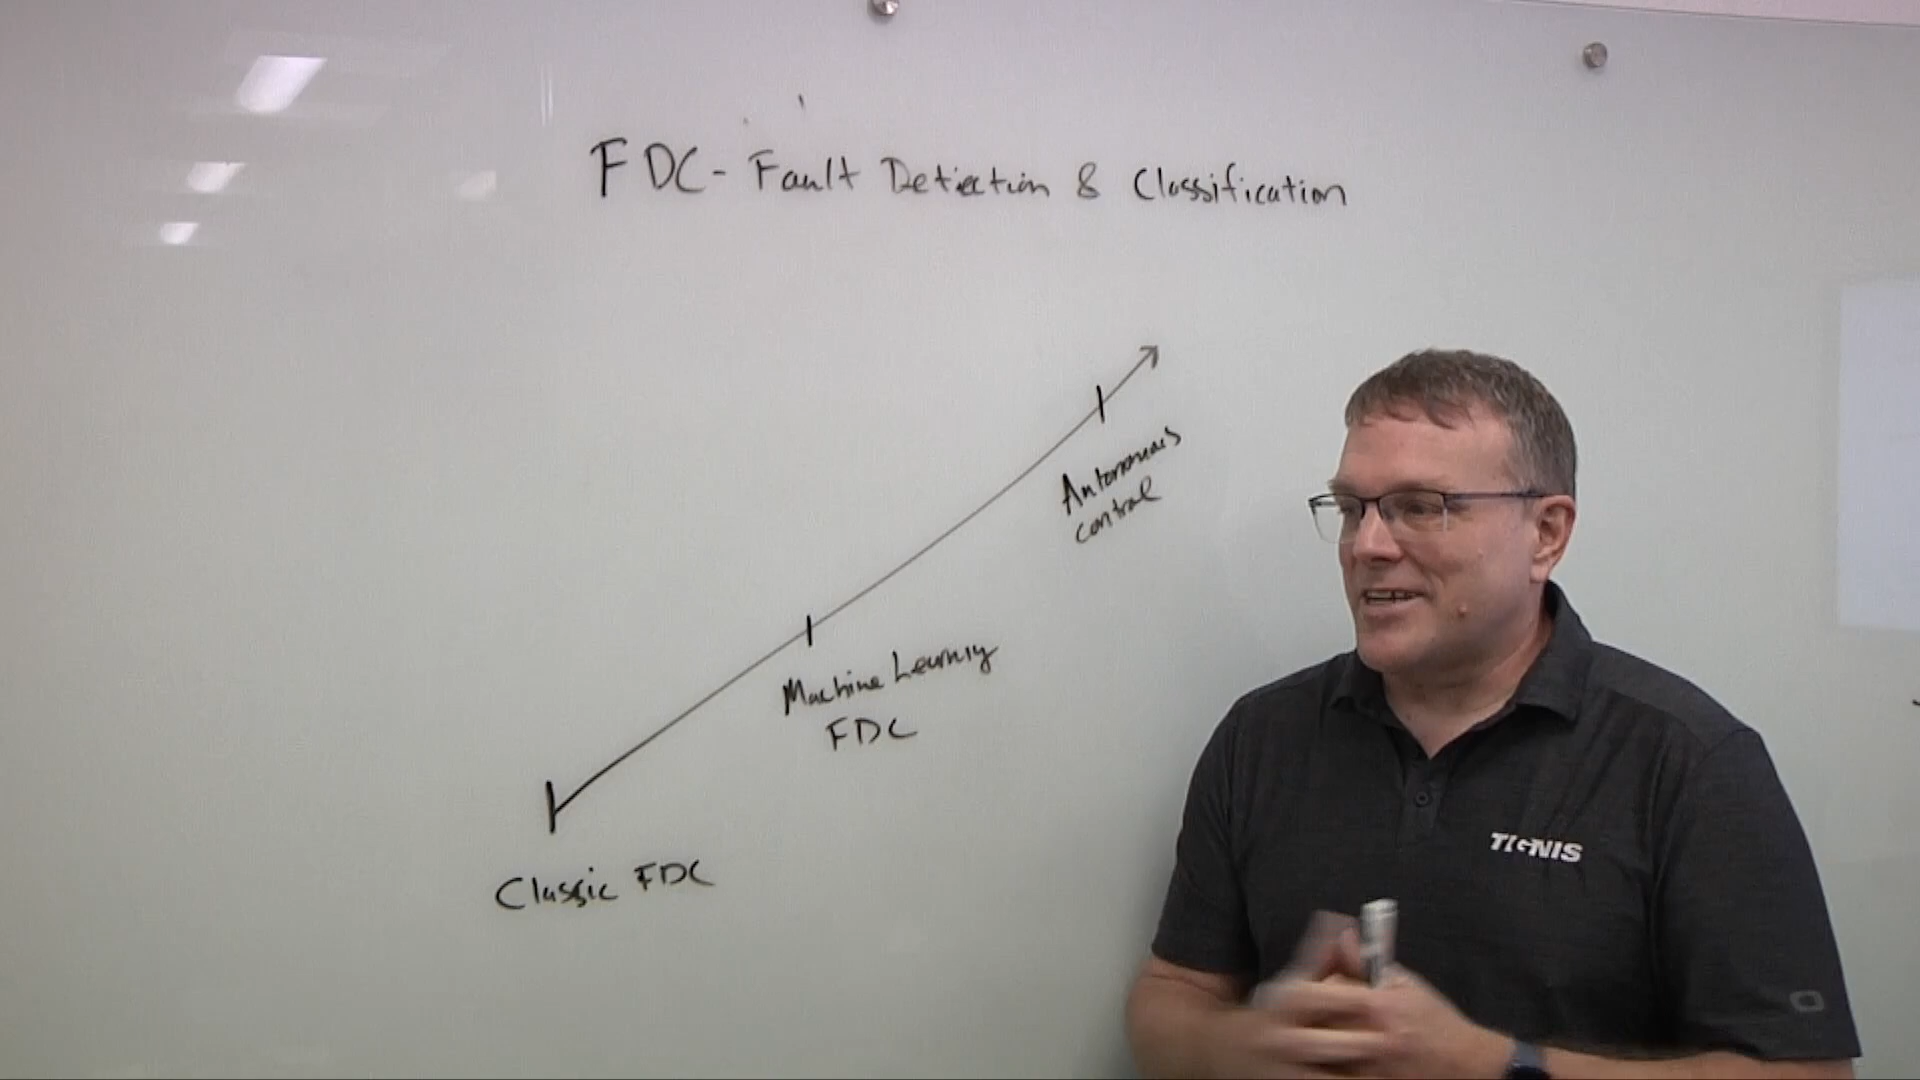 FDC - Fault Detection & Classification
Autonomous
control
Machine Learning
FDC
Classic FDC
TIGNIS